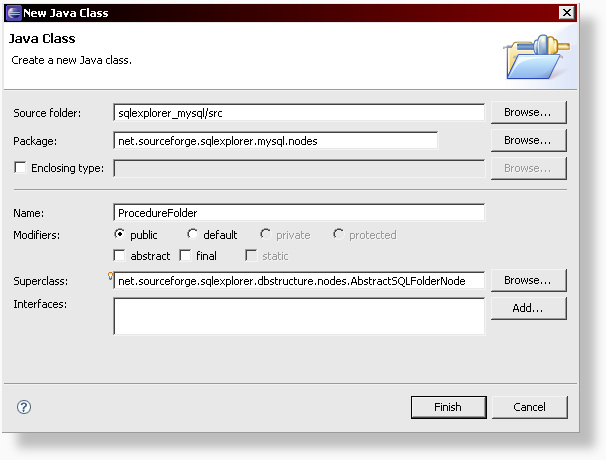 New Java Class
Java Class
Create a new Java class.
Source folder: sqlexplorer_mysql/src Browse...
Package: net.sourceforge.sqlexplorer.mysql.nodes Browse...
Enclosing type: Browse...
Name: ProcedureFolder
Modifiers: public default private protected
abstract final static
Superclass: net.sourceforge.sqlexplorer.dbstructure.nodes.AbstractSQLFolderNode Browse...
Interfaces: Add...
? Finish Cancel